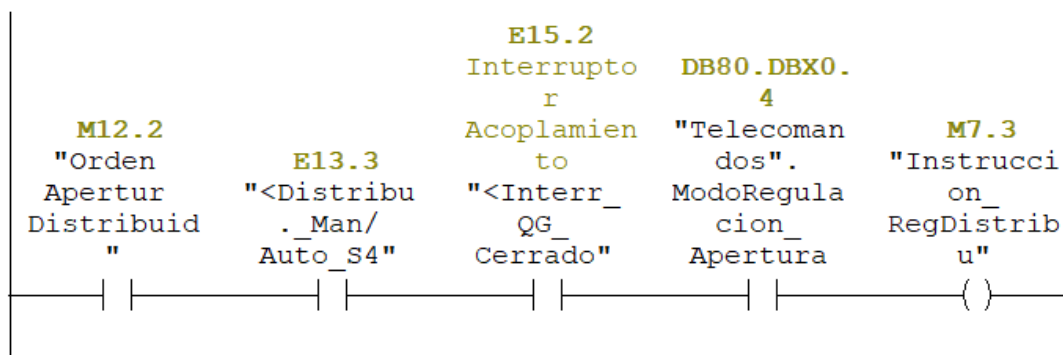 M12.2
"Orden
Apertur
Distribuid
"
E13.3
"<Distribu
._Man/
Auto_S4"
E15.2
Interrupto
r
Acoplamien
to
"<Interr_
QG_
Cerrado"
DB80.DBX0.
4
"Telecoman
dos".
ModoRegula
cion_
Apertura
M7.3
"Instrucci
on_
RegDistrib
u"